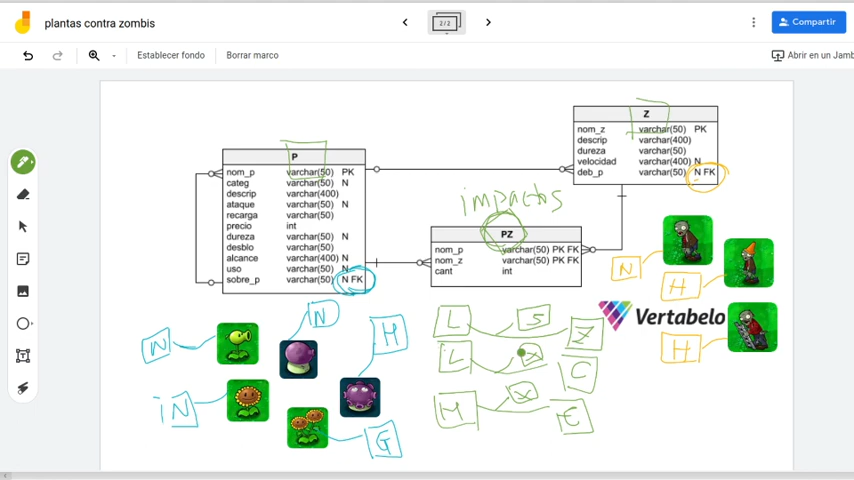 plantas contra zombis
2/2
Compartir
Establecer fondo
Borrar marco
Abrir en un Jam
P
nom_p varchar(50) PK
categ varchar(50) N
descrip varchar(400)
ataque varchar(50) N
recarga varchar(50)
precio int
dureza varchar(50) N
desblo varchar(50)
alcance varchar(400) N
uso varchar(50) N
sobre_p varchar(50) N FK
Z
nom_z varchar(50) PK
descrip varchar(400)
dureza varchar(50)
velocidad varchar(400) N
deb_p varchar(50) N FK
impactos
PZ
nom_p varchar(50) PK FK
nom_z varchar(50) PK FK
cant int
N
H
H
Vertabelo
N
N
H
N
G
L S Z
L C
M E